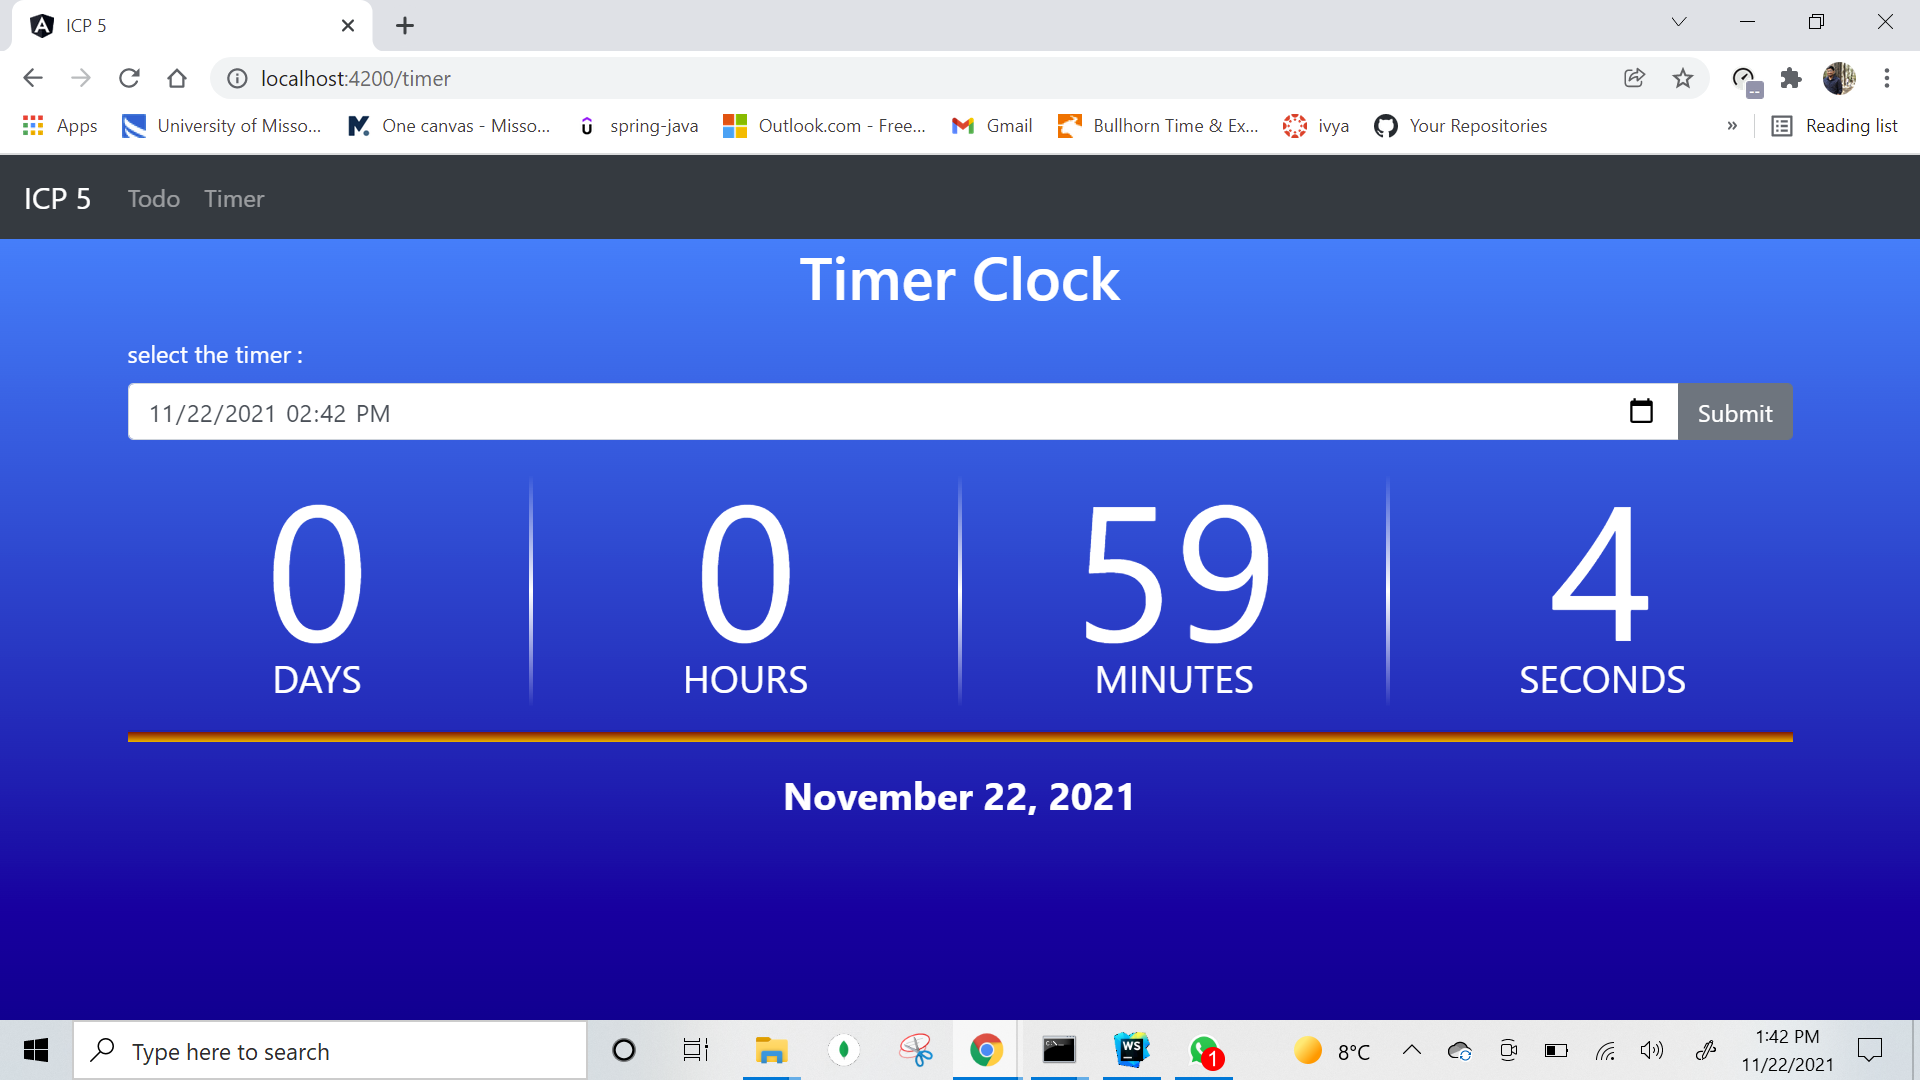 ICP 5
localhost:4200/timer
Apps University of Misso... One canvas - Misso... spring-java Outlook.com - Free... Gmail Bullhorn Time & Ex... ivya Your Repositories » Reading list
ICP 5 Todo Timer
Timer Clock
select the timer :
11/22/2021 02:42 PM Submit
0 0 59 4
DAYS HOURS MINUTES SECONDS
November 22, 2021
Type here to search WS 1 8°C 1:42 PM
11/22/2021